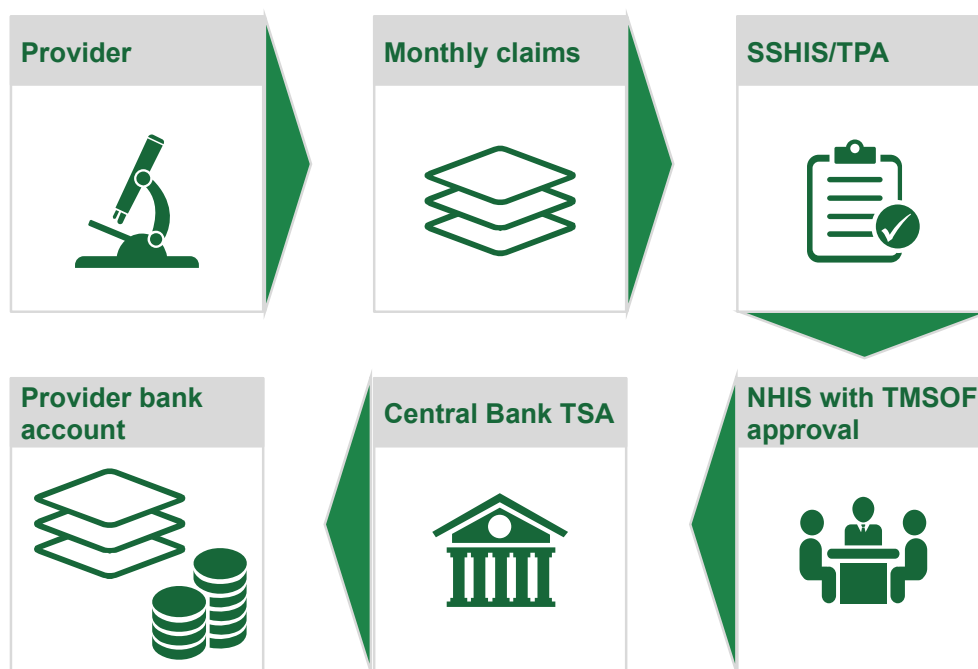 Provider
Monthly claims
SSHIS/TPA
NHIS with TMSOF
approval
Central Bank TSA
Provider bank
account